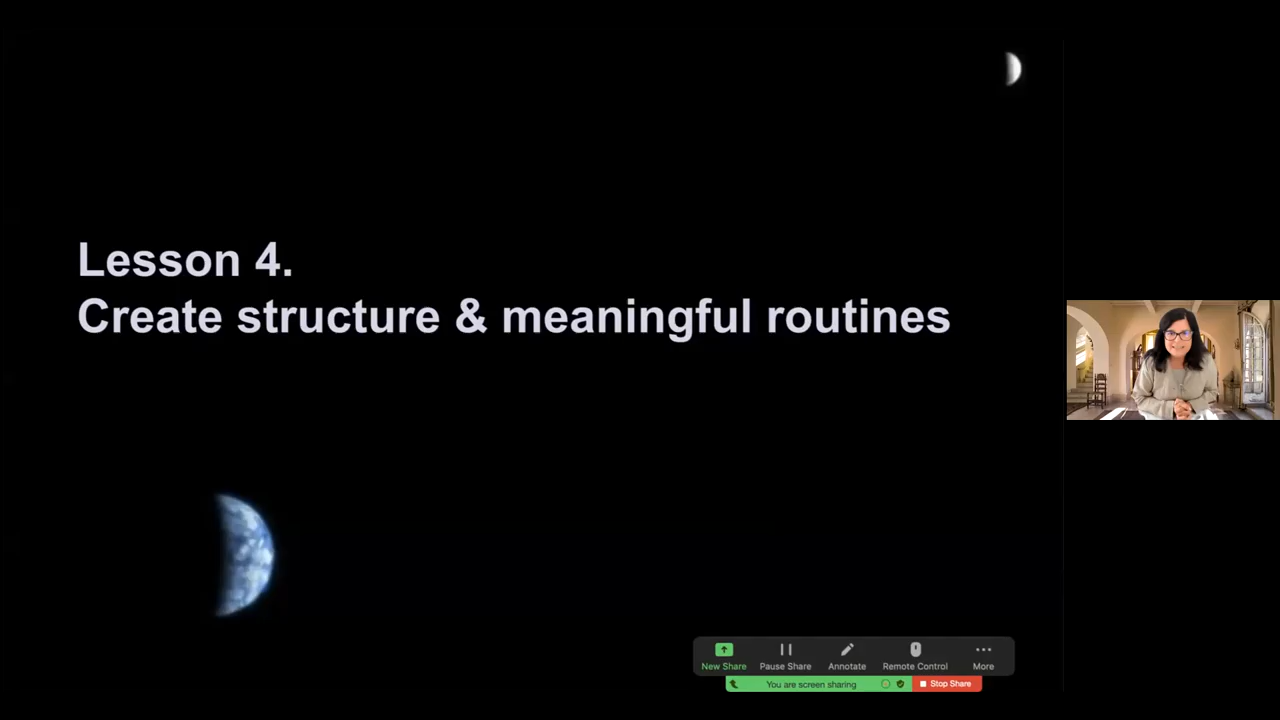 Lesson 4.
Create structure & meaningful routines
New Share
Pause Share
Annotate
Remote Control
More
You are screen sharing
Stop Share